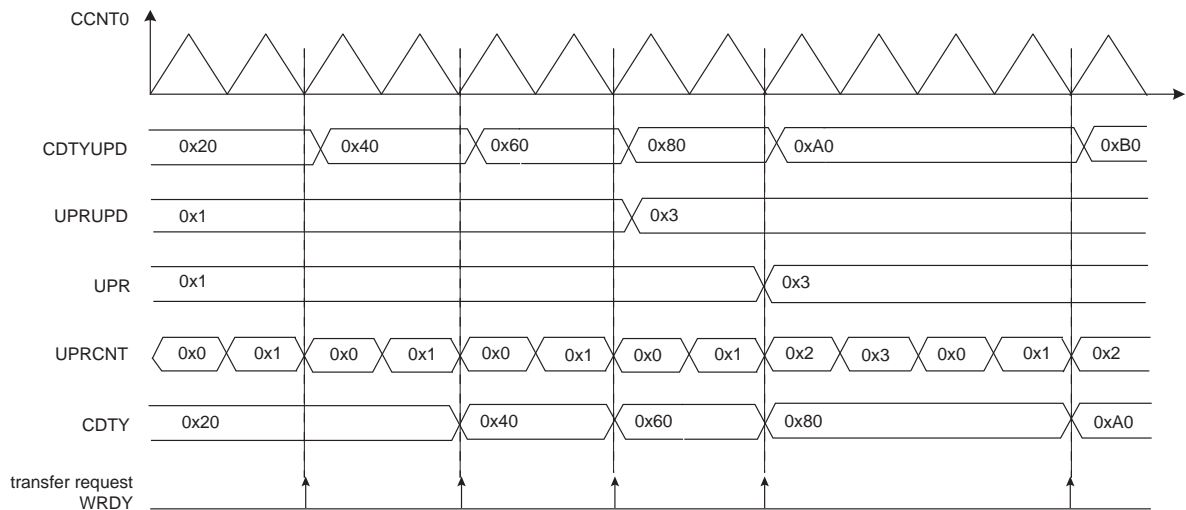 CCNT0
CDTYUPD 0x20 0x40 0x60 0x80 0xA0 0xB0
UPRUPD 0x1 0x3
UPR 0x1 0x3
UPRCNT 0x0 0x1 0x0 0x1 0x0 0x1 0x0 0x1 0x2 0x3 0x0 0x1 0x2
CDTY 0x20 0x40 0x60 0x80 0xA0
transfer request
WRDY